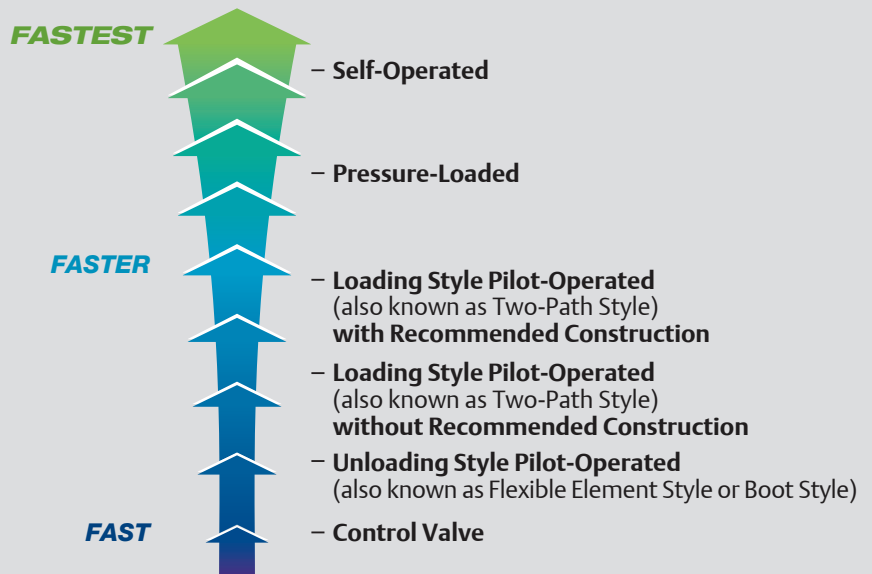 FASTEST
– Self-Operated
– Pressure-Loaded
FASTER
– Loading Style Pilot-Operated
(also known as Two-Path Style)
with Recommended Construction
– Loading Style Pilot-Operated
(also known as Two-Path Style)
without Recommended Construction
– Unloading Style Pilot-Operated
(also known as Flexible Element Style or Boot Style)
FAST
– Control Valve